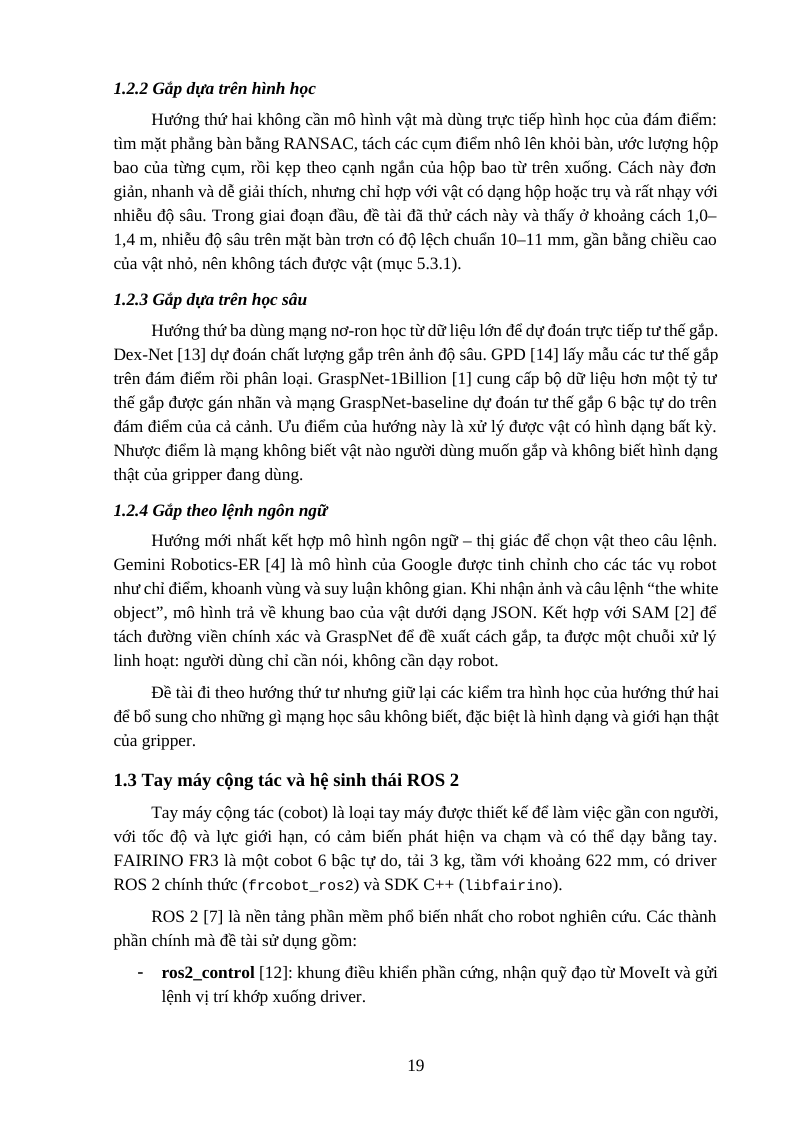 1.2.2 Gắp dựa trên hình học
Hướng thứ hai không cần mô hình vật mà dùng trực tiếp hình học của đám điểm:
tìm mặt phẳng bàn bằng RANSAC, tách các cụm điểm nhô lên khỏi bàn, ước lượng hộp
bao của từng cụm, rồi kẹp theo cạnh ngắn của hộp bao từ trên xuống. Cách này đơn
giản, nhanh và dễ giải thích, nhưng chỉ hợp với vật có dạng hộp hoặc trụ và rất nhạy với
nhiễu độ sâu. Trong giai đoạn đầu, đề tài đã thử cách này và thấy ở khoảng cách 1,0–
1,4 m, nhiễu độ sâu trên mặt bàn trơn có độ lệch chuẩn 10–11 mm, gần bằng chiều cao
của vật nhỏ, nên không tách được vật (mục 5.3.1).
1.2.3 Gắp dựa trên học sâu
Hướng thứ ba dùng mạng nơ-ron học từ dữ liệu lớn để dự đoán trực tiếp tư thế gắp.
Dex-Net [13] dự đoán chất lượng gắp trên ảnh độ sâu. GPD [14] lấy mẫu các tư thế gắp
trên đám điểm rồi phân loại. GraspNet-1Billion [1] cung cấp bộ dữ liệu hơn một tỷ tư
thế gắp được gán nhãn và mạng GraspNet-baseline dự đoán tư thế gắp 6 bậc tự do trên
đám điểm của cả cảnh. Ưu điểm của hướng này là xử lý được vật có hình dạng bất kỳ.
Nhược điểm là mạng không biết vật nào người dùng muốn gắp và không biết hình dạng
thật của gripper đang dùng.
1.2.4 Gắp theo lệnh ngôn ngữ
Hướng mới nhất kết hợp mô hình ngôn ngữ – thị giác để chọn vật theo câu lệnh.
Gemini Robotics-ER [4] là mô hình của Google được tinh chỉnh cho các tác vụ robot
như chỉ điểm, khoanh vùng và suy luận không gian. Khi nhận ảnh và câu lệnh “the white
object”, mô hình trả về khung bao của vật dưới dạng JSON. Kết hợp với SAM [2] để
tách đường viền chính xác và GraspNet để đề xuất cách gắp, ta được một chuỗi xử lý
linh hoạt: người dùng chỉ cần nói, không cần dạy robot.
Đề tài đi theo hướng thứ tư nhưng giữ lại các kiểm tra hình học của hướng thứ hai
để bổ sung cho những gì mạng học sâu không biết, đặc biệt là hình dạng và giới hạn thật
của gripper.
1.3 Tay máy cộng tác và hệ sinh thái ROS 2
Tay máy cộng tác (cobot) là loại tay máy được thiết kế để làm việc gần con người,
với tốc độ và lực giới hạn, có cảm biến phát hiện va chạm và có thể dạy bằng tay.
FAIRINO FR3 là một cobot 6 bậc tự do, tải 3 kg, tầm với khoảng 622 mm, có driver
ROS 2 chính thức (frcobot_ros2) và SDK C++ (libfairino).
ROS 2 [7] là nền tảng phần mềm phổ biến nhất cho robot nghiên cứu. Các thành
phần chính mà đề tài sử dụng gồm:
- ros2_control [12]: khung điều khiển phần cứng, nhận quỹ đạo từ MoveIt và gửi
lệnh vị trí khớp xuống driver.
19